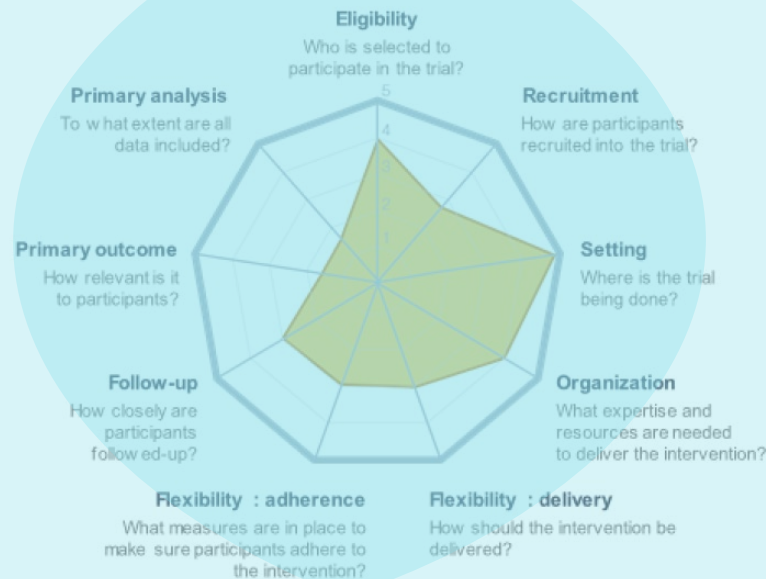 Eligibility
Who is selected to
participate in the trial?
Primary analysis
To what extent are all
data included?
Recruitment
How are participants
recruited into the trial?
5
4
3
2
1
Primary outcome
How relevant is it
to participants?
Setting
Where is the trial
being done?
Follow-up
How closely are
participants
followed-up?
Organization
What expertise and
resources are needed
to deliver the intervention?
Flexibility : adherence
What measures are in place to
make sure participants adhere to
the intervention?
Flexibility : delivery
How should the intervention be
delivered?